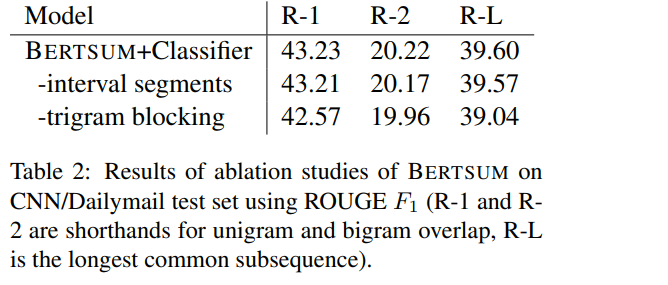 Model R-1 R-2 R-L
BERTSUM+Classifier 43.23 20.22 39.60
-interval segments 43.21 20.17 39.57
-trigram blocking 42.57 19.96 39.04
Table 2: Results of ablation studies of BERTSUM on
CNN/Dailymail test set using ROUGE F1 (R-1 and R-
2 are shorthands for unigram and bigram overlap, R-L
is the longest common subsequence).